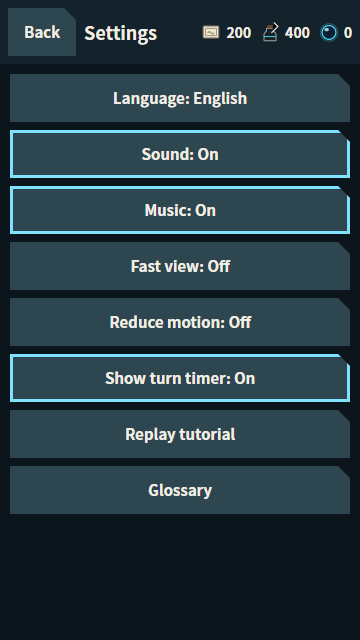 Back Settings 200 400 0
Language: English
Sound: On
Music: On
Fast view: Off
Reduce motion: Off
Show turn timer: On
Replay tutorial
Glossary